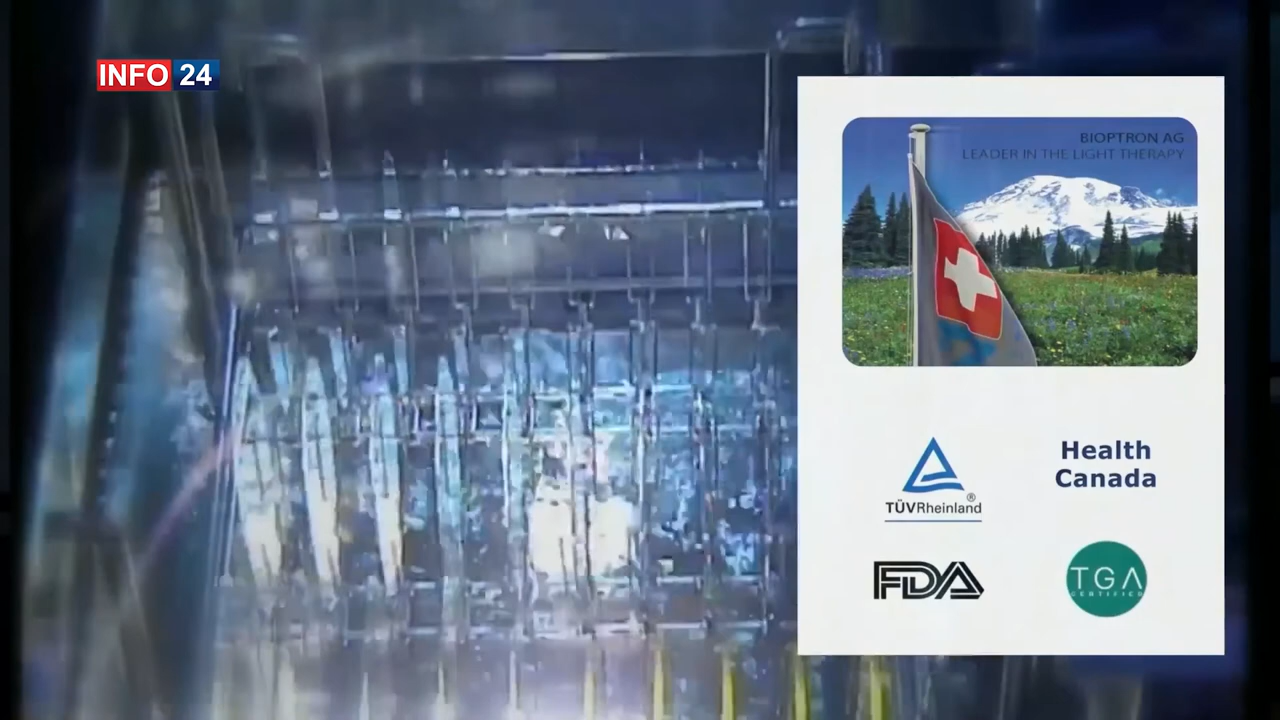 INFO 24
BIOPTRON AG
LEADER IN THE LIGHT THERAPY
TÜVRheinland®
Health
Canada
FDA
TGA
CERTIFIED